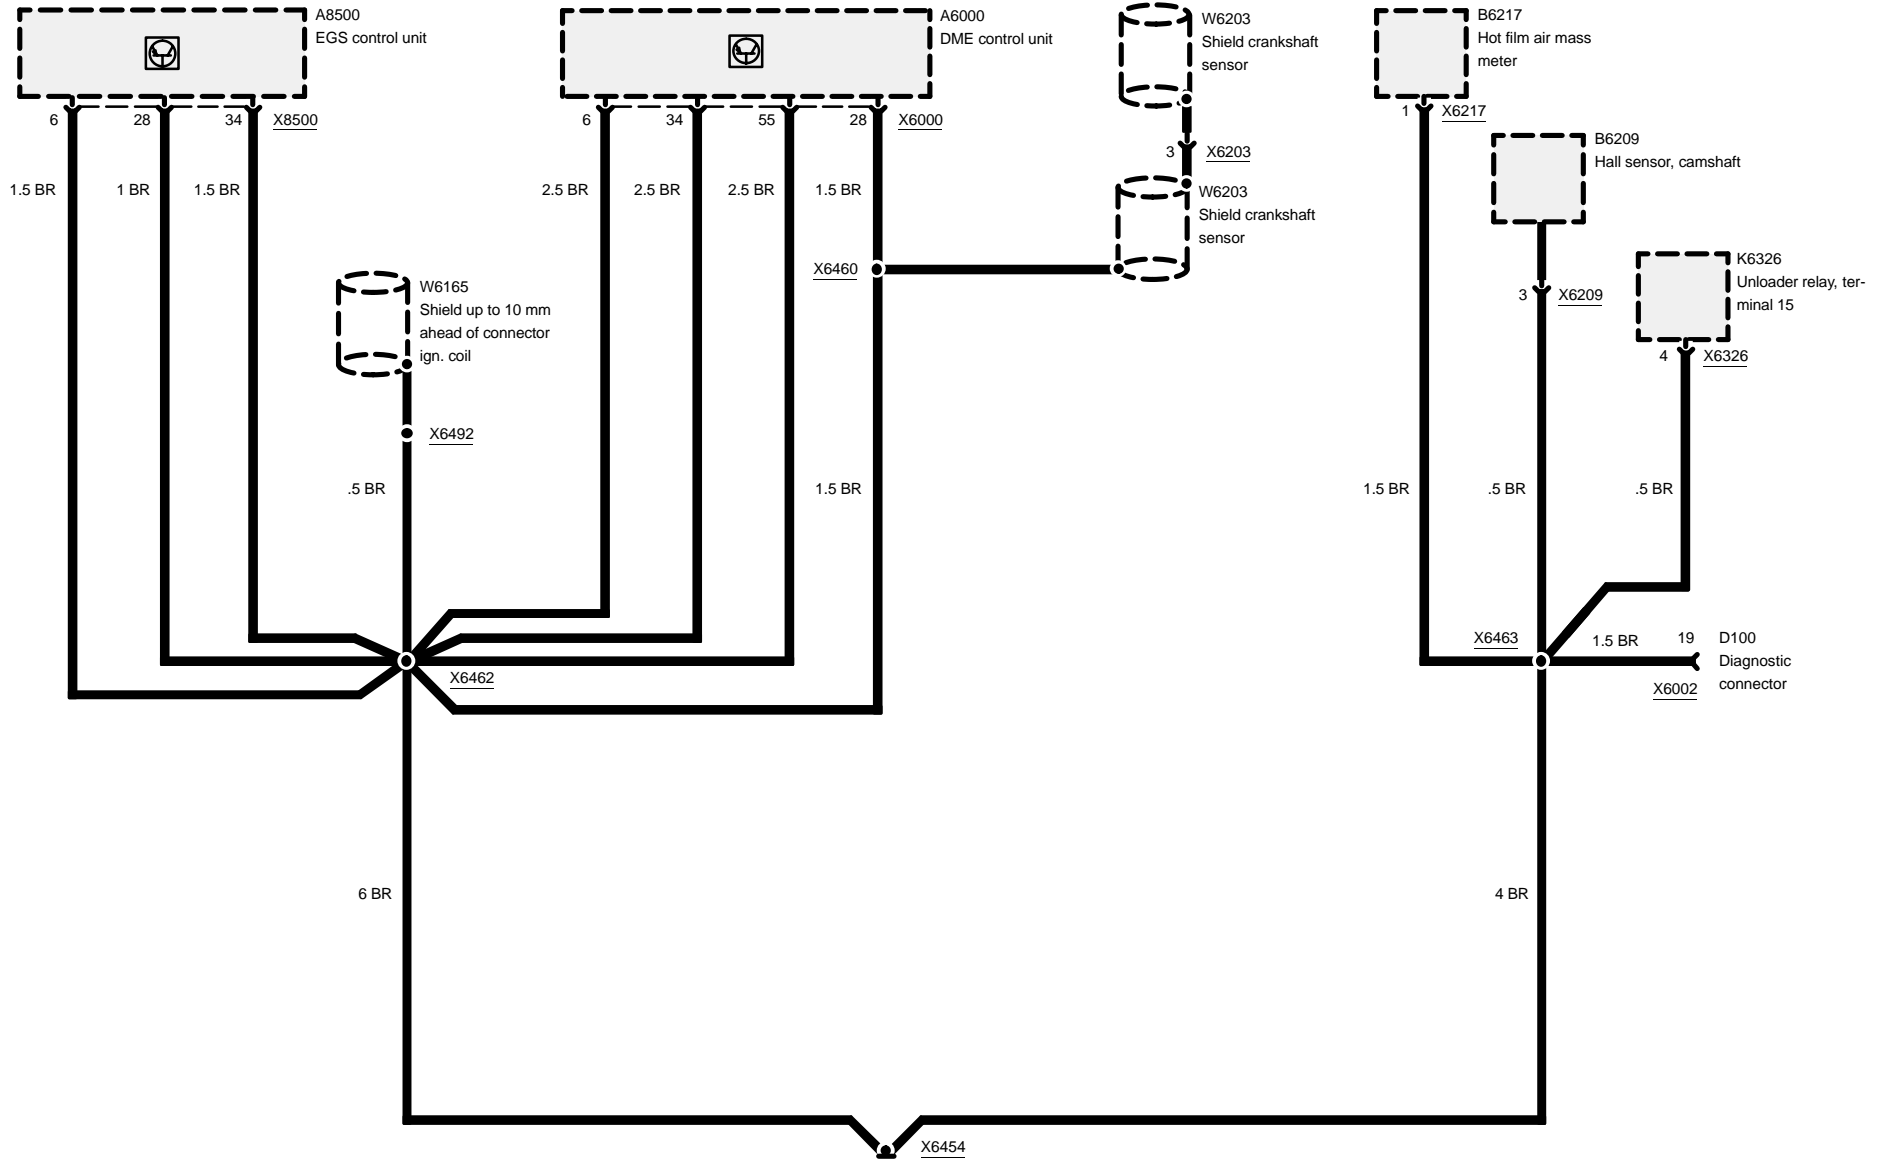 A8500
EGS control unit
A6000
DME control unit
W6203
Shield crankshaft
sensor
B6217
Hot film air mass
meter
6
28
34
X8500
6
34
55
28
X6000
3
X6203
1
X6217
B6209
Hall sensor, camshaft
1.5 BR
1 BR
1.5 BR
2.5 BR
2.5 BR
2.5 BR
1.5 BR
W6203
Shield crankshaft
sensor
X6460
K6326
Unloader relay, ter-
minal 15
3
X6209
W6165
Shield up to 10 mm
ahead of connector
ign. coil
4
X6326
X6492
.5 BR
1.5 BR
1.5 BR
.5 BR
.5 BR
X6463
1.5 BR
19
D100
Diagnostic
connector
X6462
X6002
6 BR
4 BR
X6454